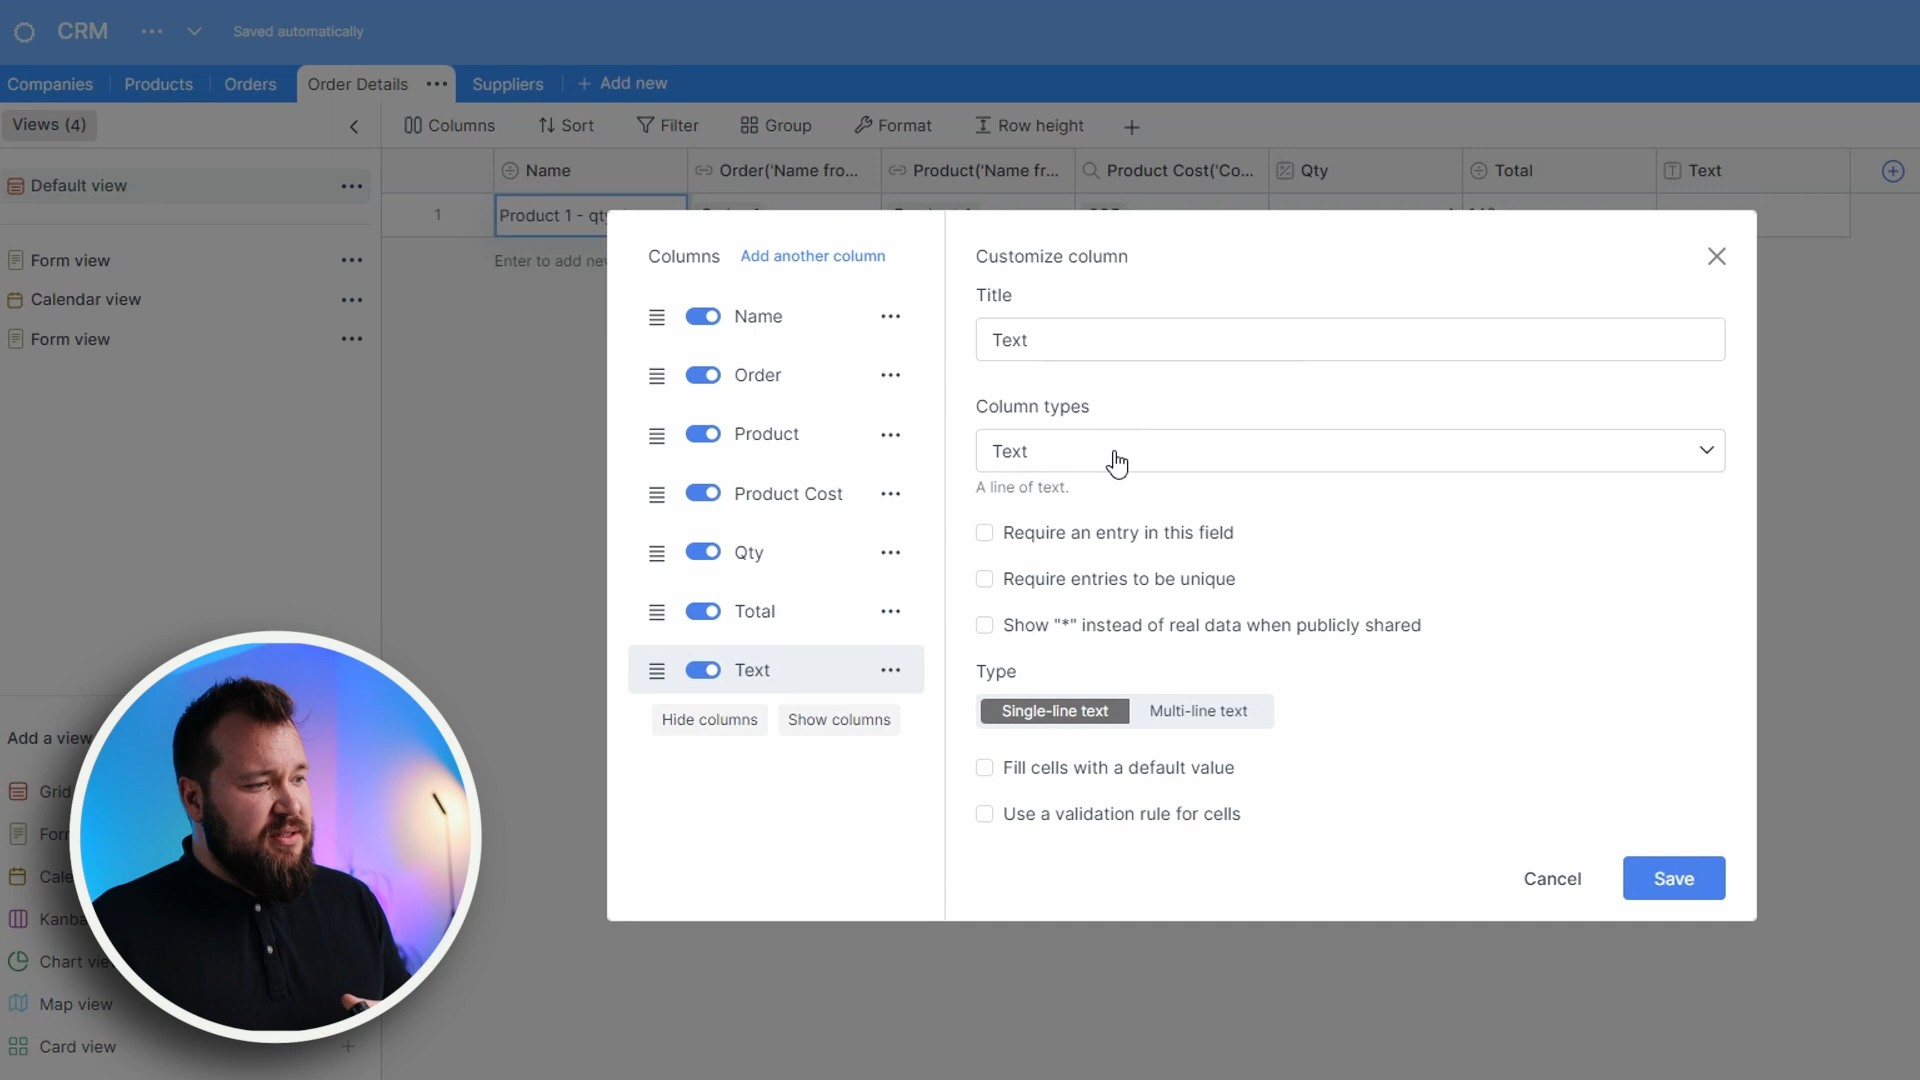 CRM
Saved automatically
Companies
Products
Orders
Order Details
Suppliers
+ Add new
Views (4)
Columns
Sort
Filter
Group
Format
Row height
Name
Order('Name fro...
Product('Name fr...
Product Cost('Co...
Qty
Total
Text
Default view
1
Product 1 - qty
Form view
Enter to add new
Calendar view
Form view
Columns
Add another column
Name
Order
Product
Product Cost
Qty
Total
Text
Hide columns
Show columns
Customize column
Title
Text
Column types
Text
A line of text.
Require an entry in this field
Require entries to be unique
Show "*" instead of real data when publicly shared
Type
Single-line text
Multi-line text
Fill cells with a default value
Use a validation rule for cells
Cancel
Save
Add a view
Grid
Chart
Map view
Card view